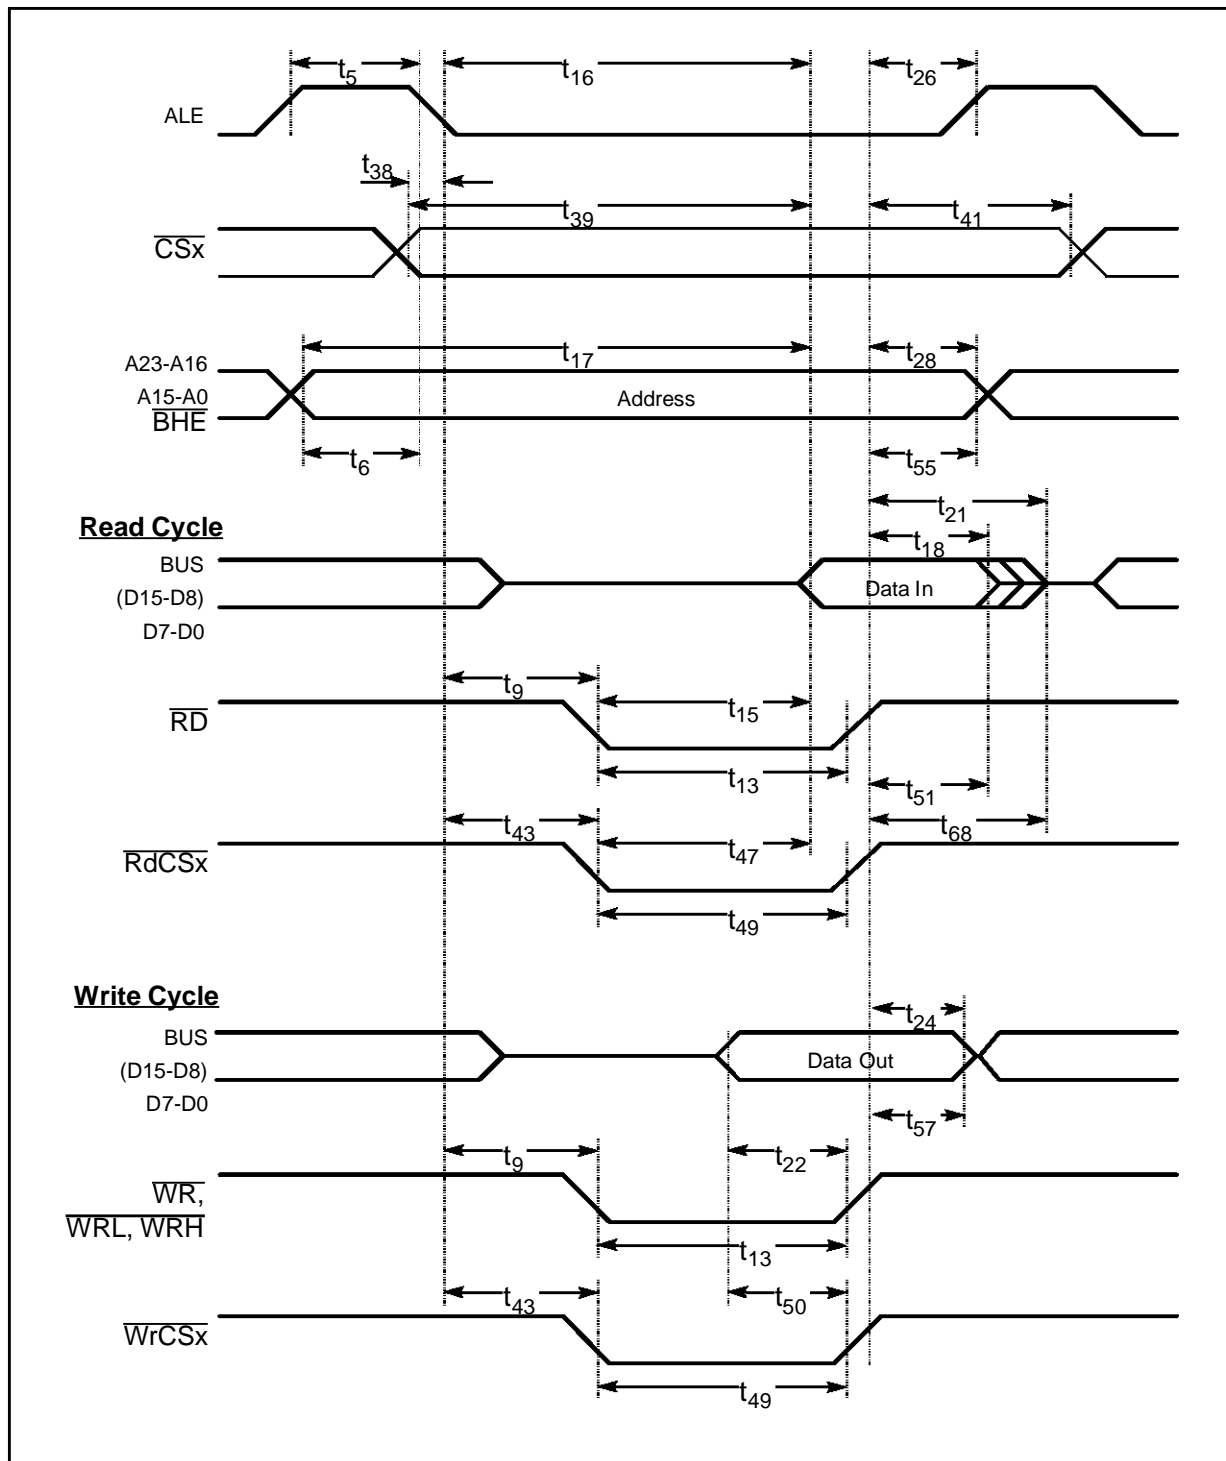 t5 t16 t26
ALE
t38
t39 t41
CSx
A23-A16 t17 t28
A15-A0 Address
BHE
t6 t55
t21
Read Cycle
t18
BUS
(D15-D8) Data In
D7-D0
t9
t15
RD
t13 t51
t43 t68
t47
RdCSx
t49
Write Cycle
t24
BUS
(D15-D8) Data Out
D7-D0
t57
t9 t22
WR,
WRL, WRH
t13
t43 t50
WrCSx
t49